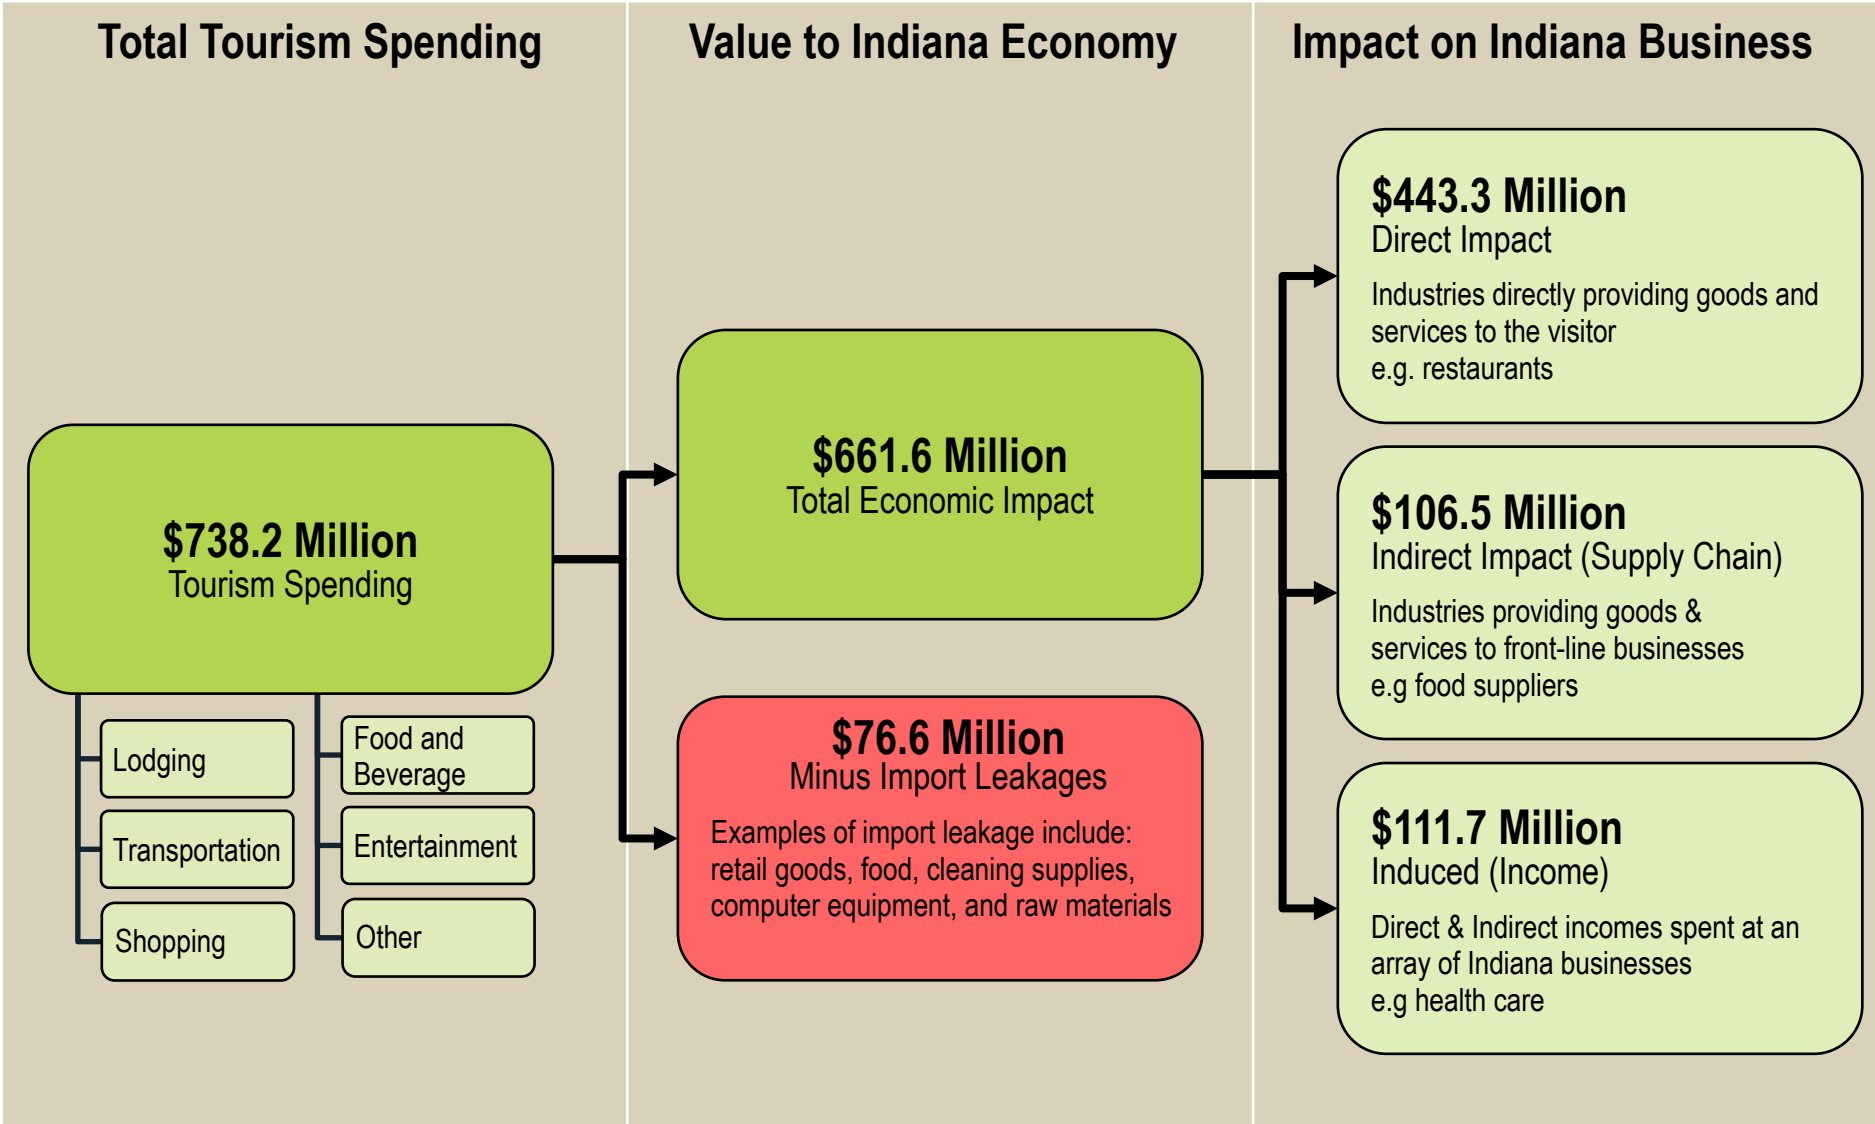 Total Tourism Spending
Value to Indiana Economy
Impact on Indiana Business
$738.2 Million
Tourism Spending
Lodging
Transportation
Shopping
Food and
Beverage
Entertainment
Other
$661.6 Million
Total Economic Impact
$76.6 Million
Minus Import Leakages
Examples of import leakage include:
retail goods, food, cleaning supplies,
computer equipment, and raw materials
$443.3 Million
Direct Impact
Industries directly providing goods and
services to the visitor
e.g. restaurants
$106.5 Million
Indirect Impact (Supply Chain)
Industries providing goods &
services to front-line businesses
e.g food suppliers
$111.7 Million
Induced (Income)
Direct & Indirect incomes spent at an
array of Indiana businesses
e.g health care